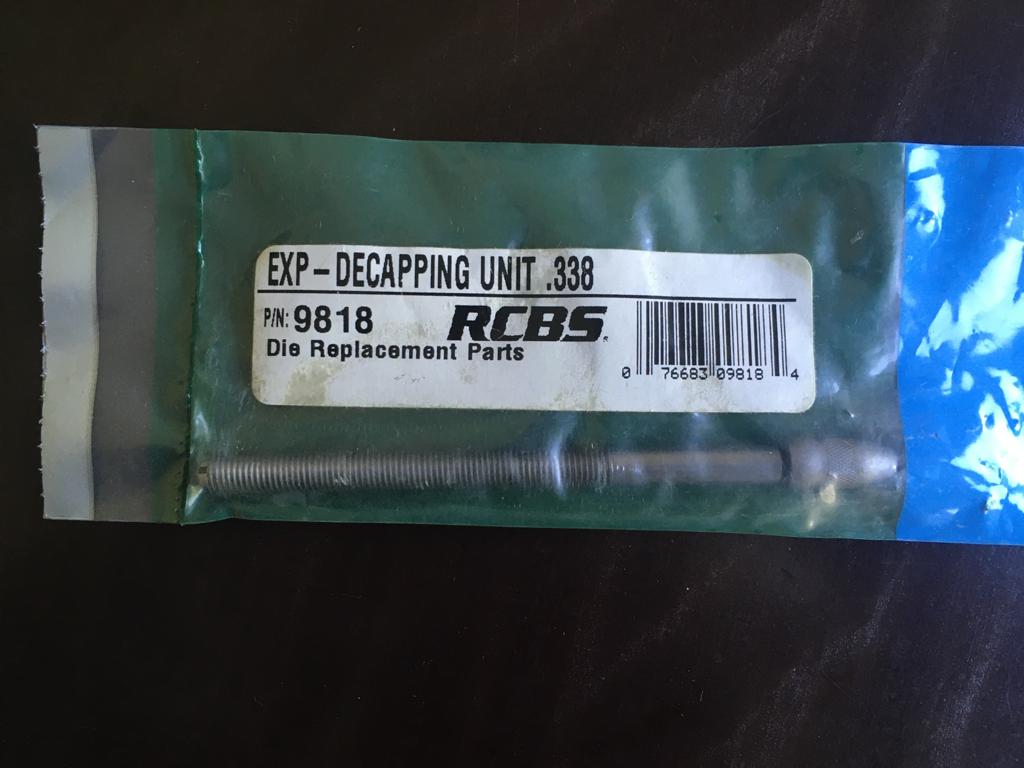 EXP-DECAPPING UNIT .338
P/N: 9818 RCBS.
Die Replacement Parts
0 76683 09818 4